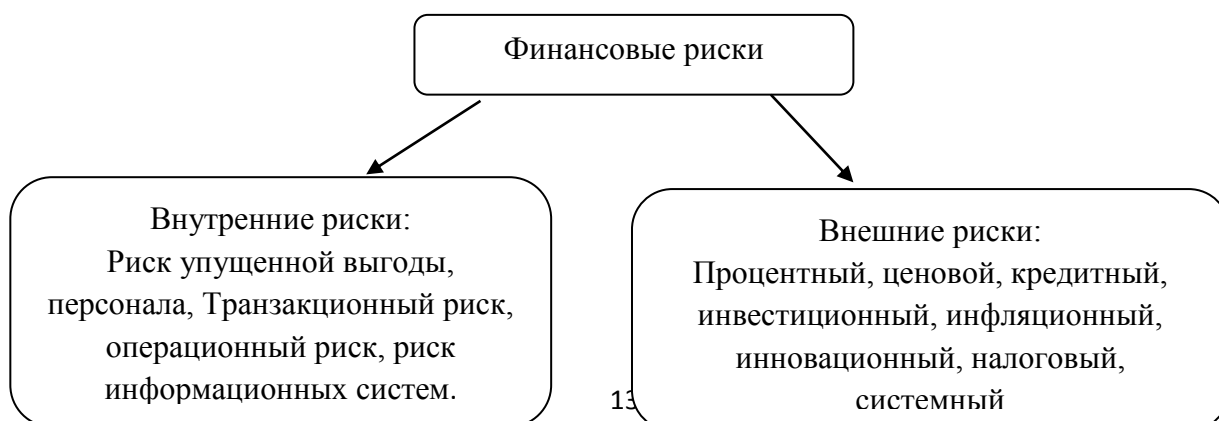 Финансовые риски
Внутренние риски:
Риск упущенной выгоды,
персонала, Транзакционный риск,
операционный риск, риск
информационных систем.
Внешние риски:
Процентный, ценовой, кредитный,
инвестиционный, инфляционный,
инновационный, налоговый,
системный
13